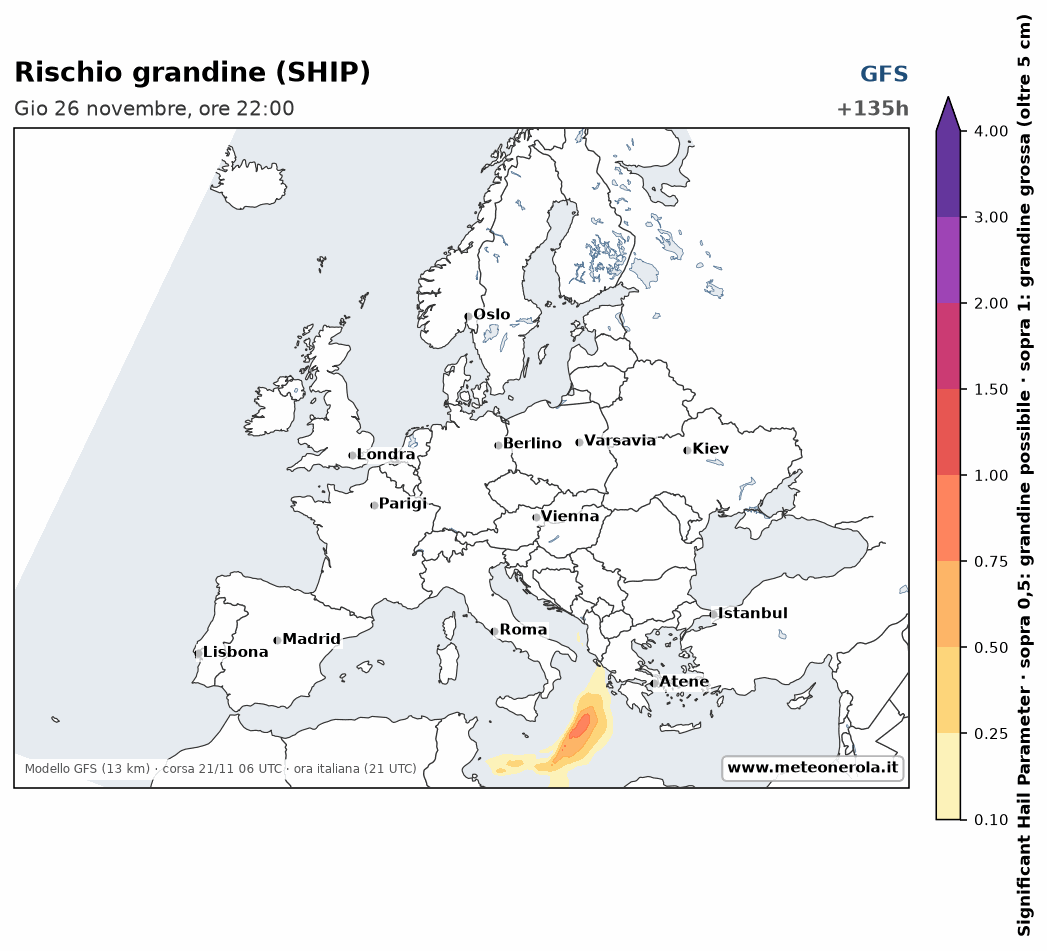 Rischio grandine (SHIP)
GFS
Gio 26 novembre, ore 22:00
+135h
Oslo
Londra
Berlino
Varsavia
Kiev
Parigi
Vienna
Istanbul
Roma
Madrid
Lisbona
Atene
Modello GFS (13 km) · corsa 21/11 06 UTC · ora italiana (21 UTC)
www.meteonerola.it
4.00
3.00
2.00
1.50
1.00
0.75
0.50
0.25
0.10
Significant Hail Parameter · sopra 0,5: grandine possibile · sopra 1: grandine grossa (oltre 5 cm)